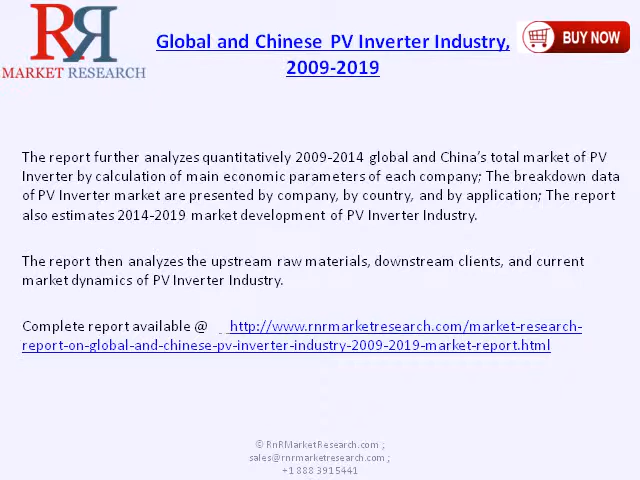 RR
MARKET RESEARCH
Global and Chinese PV Inverter Industry,
2009-2019
BUY NOW
The report further analyzes quantitatively 2009-2014 global and China's total market of PV
Inverter by calculation of main economic parameters of each company; The breakdown data
of PV Inverter market are presented by company, by country, and by application; The report
also estimates 2014-2019 market development of PV Inverter Industry.
The report then analyzes the upstream raw materials, downstream clients, and current
market dynamics of PV Inverter Industry.
Complete report available @ http://www.rnrmarketresearch.com/market-research-
report-on-global-and-chinese-pv-inverter-industry-2009-2019-market-report.html
© RnRMarketResearch.com ;
sales@rnrmarketresearch.com ;
+1 888 3915441